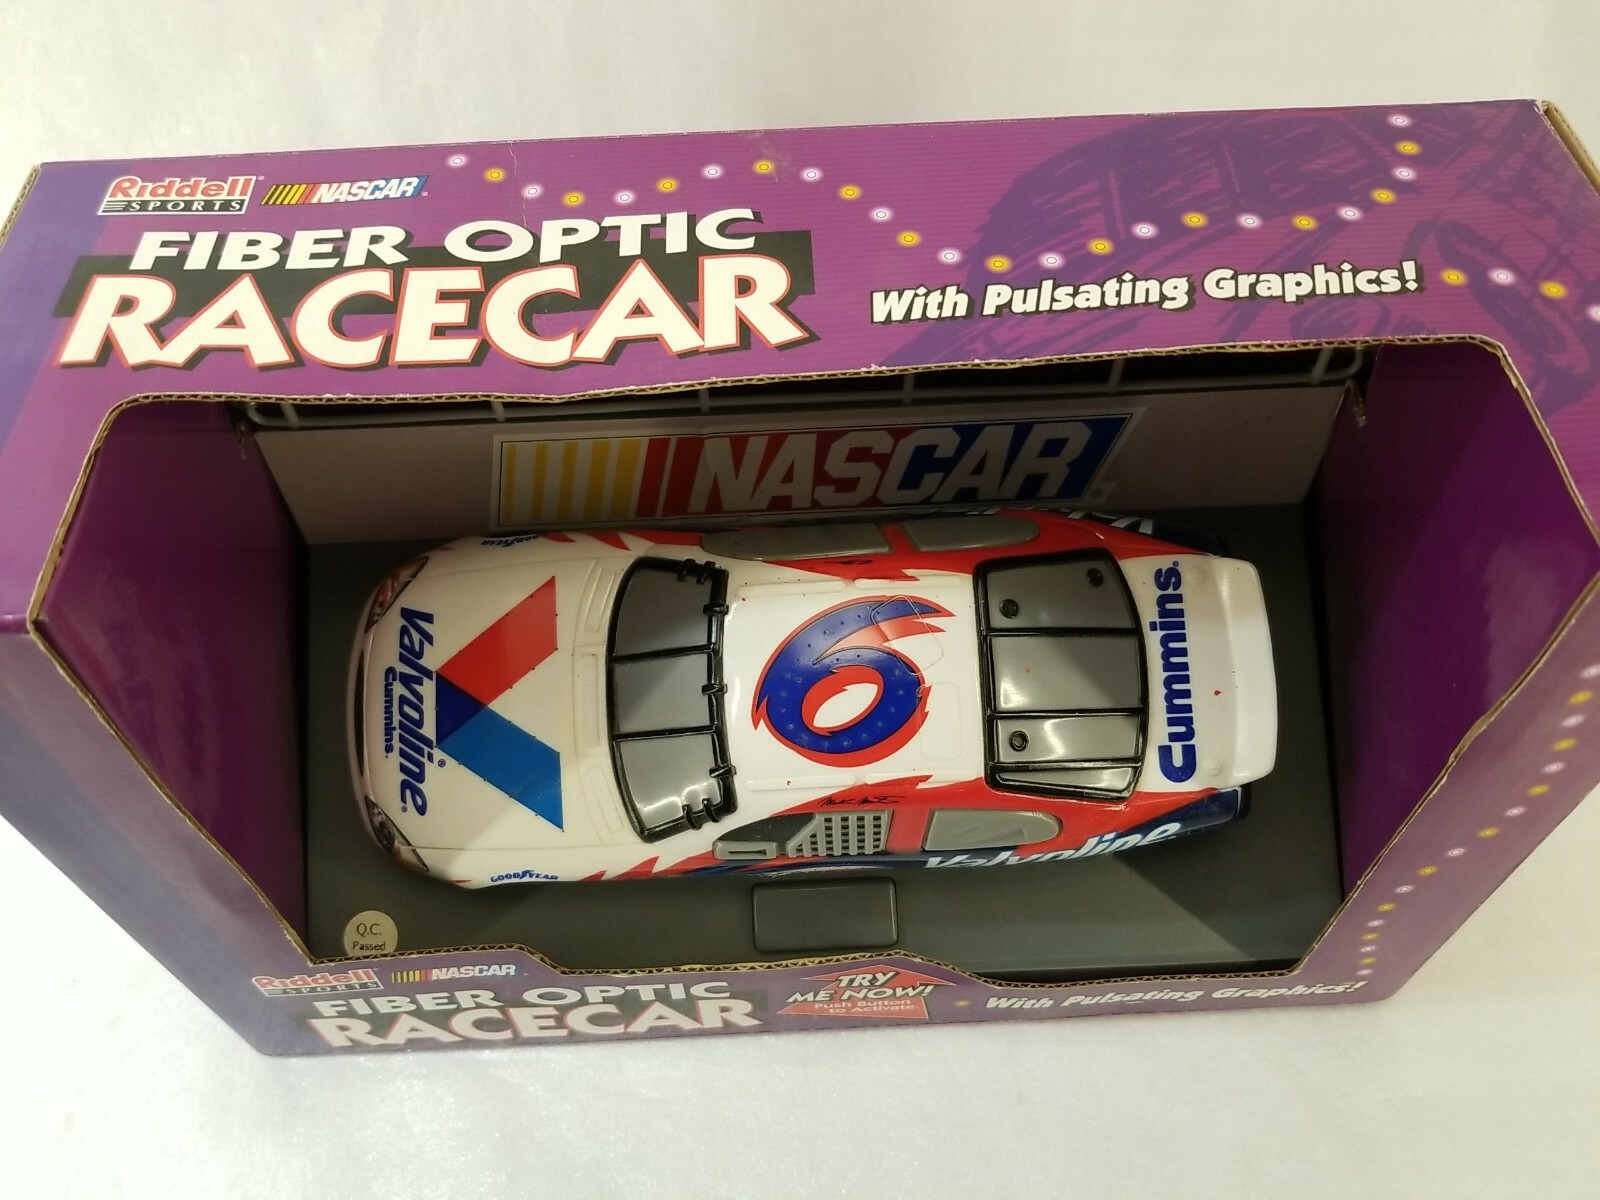 Riddell
SPORTS
NASCAR
FIBER OPTIC
RACECAR
With Pulsating Graphics!
NASCAR
GOODYEAR
Valvoline
Cummins
6
Cummins
Valvoline
GOODYEAR
Q.C.
Passed
Riddell
SPORTS
NASCAR
FIBER OPTIC
RACECAR
TRY
ME NOW!
Push Button
to Activate
With Pulsating Graphics!